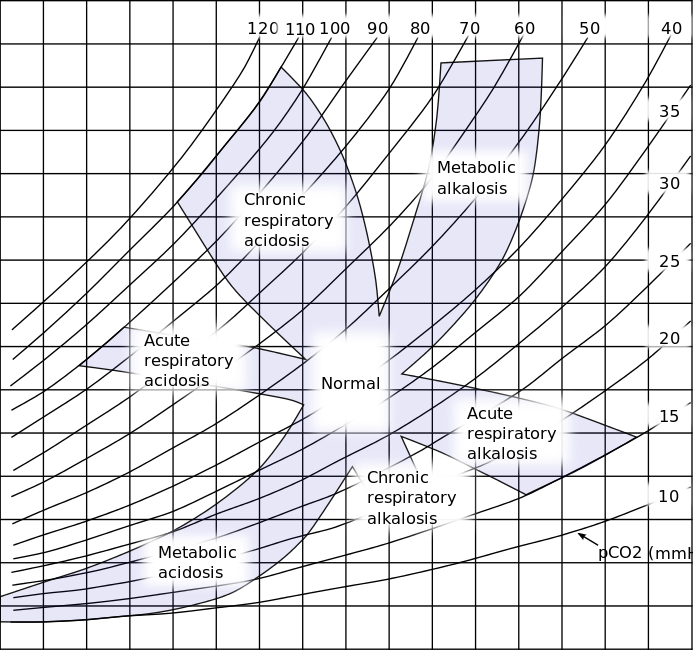 120 110 100 90 80 70 60 50 40
35
Metabolic
alkalosis
30
Chronic
respiratory
acidosis
25
20
Acute
respiratory
acidosis
Normal
15
Acute
respiratory
alkalosis
Chronic
respiratory
alkalosis
10
Metabolic
acidosis
pCO2 (mmH